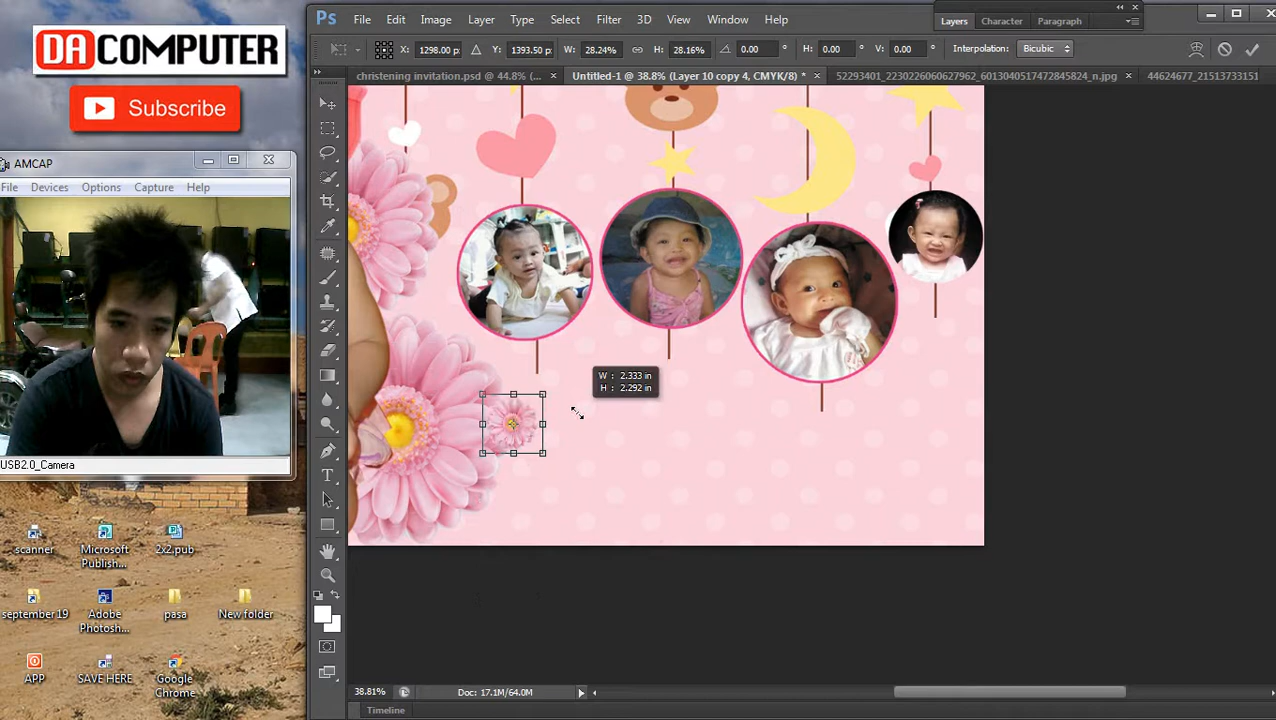 DA COMPUTER
Subscribe
AMCAP
File Devices Options Capture Help
USB2.0_Camera
scanner
Microsoft Publish...
2x2.pub
september 19
Adobe Photosh...
pasa
New folder
APP
SAVE HERE
Google Chrome
Ps File Edit Image Layer Type Select Filter 3D View Window Help
Layers Character Paragraph
X: 1298.00 p Y: 1393.50 p W: 28.24% H: 28.16% 0.00 ° H: 0.00 ° V: 0.00 ° Interpolation: Bicubic
christening invitation.psd @ 44.8% (... × Untitled-1 @ 38.8% (Layer 10 copy 4, CMYK/8) * × 52293401_2230226060627962_6013040517472845824_n.jpg × 44624677_21513733151
W : 2.333 in
H : 2.292 in
T
38.81% Doc: 17.1M/64.0M
Timeline